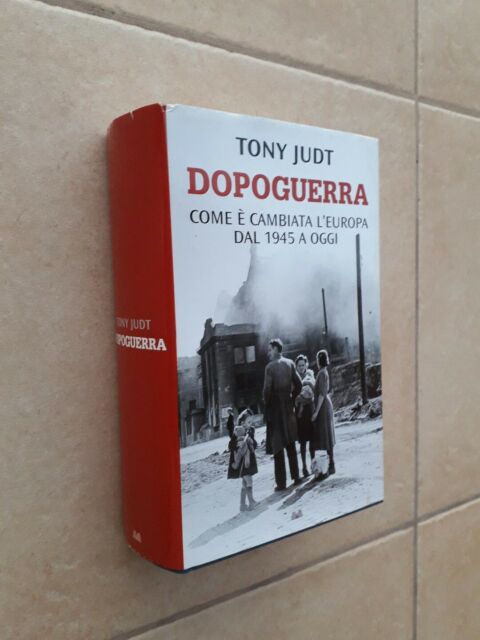 TONY JUDT
DOPOGUERRA
COME È CAMBIATA L'EUROPA
DAL 1945 A OGGI
TONY JUDT
DOPOGUERRA